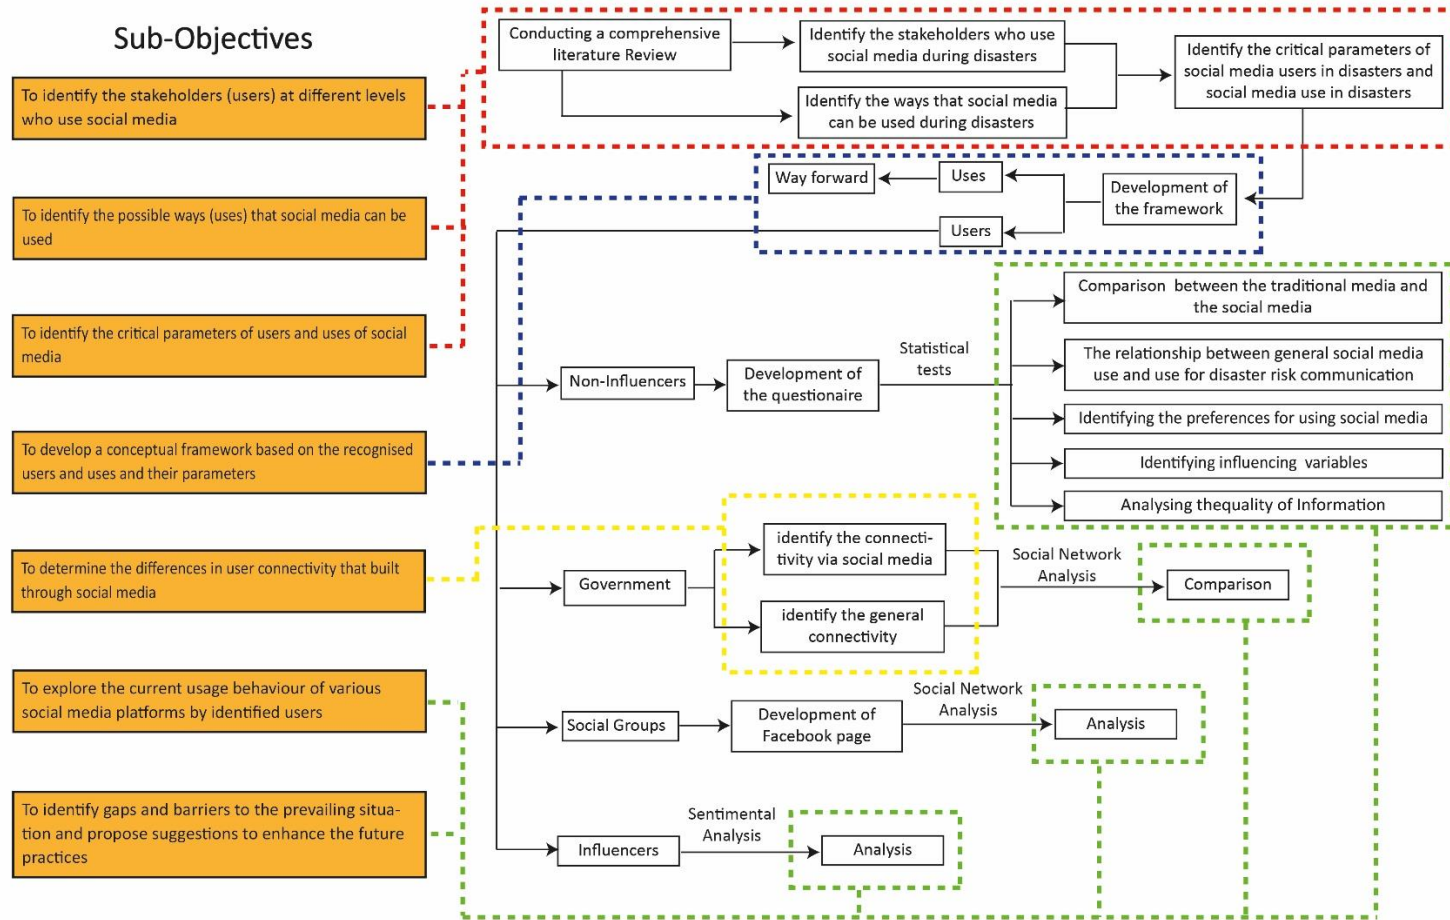 Sub-Objectives
To identify the stakeholders (users) at different levels
who use social media
To identify the possible ways (uses) that social media can be
used
To identify the critical parameters of users and uses of social
media
To develop a conceptual framework based on the recognised
users and uses and their parameters
To determine the differences in user connectivity that built
through social media
To explore the current usage behaviour of various
social media platforms by identified users
To identify gaps and barriers to the prevailing situa-
tion and propose suggestions to enhance the future
practices
Conducting a comprehensive
literature Review
Identify the stakeholders who use
social media during disasters
Identify the ways that social media
can be used during disasters
Identify the critical parameters of
social media users in disasters and
social media use in disasters
Way forward
Uses
Users
Development of
the framework
Non-Influencers
Development of
the questionaire
Statistical
tests
Comparison between the traditional media and
the social media
The relationship between general social media
use and use for disaster risk communication
Identifying the preferences for using social media
Identifying influencing variables
Analysing thequality of Information
Government
identify the connecti-
tivity via social media
identify the general
connectivity
Social Network
Analysis
Comparison
Social Groups
Development of
Facebook page
Social Network
Analysis
Analysis
Influencers
Sentimental
Analysis
Analysis